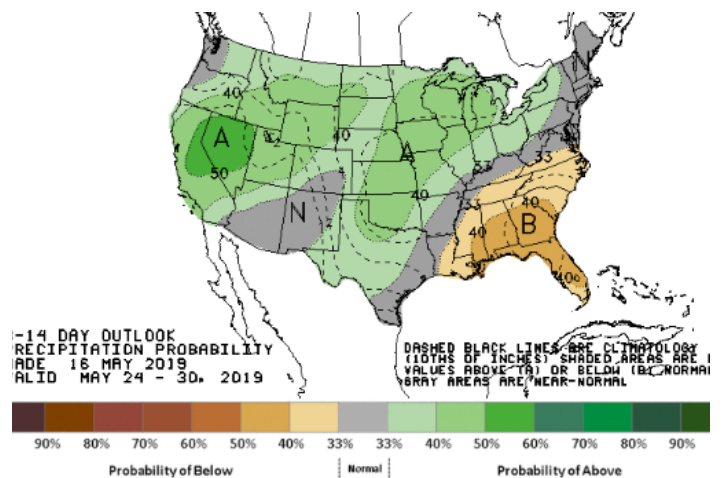 40
A
50
40
N
A
40
33
33
33
40
40
B
40
N
-14 DAY OUTLOOK
RECIPITATION PROBABILITY
ADE 16 MAY 2019
ALID MAY 24 - 30, 2019
DASHED BLACK LINES ARE CLIMATOLOGY
(10THS OF INCHES) SHADED AREAS ARE
VALUES ABOVE (A) OR BELOW (B) NORMAL
GRAY AREAS ARE NEAR-NORMAL
90% 80% 70% 60% 50% 40% 33% 33% 40% 50% 60% 70% 80% 90%
Probability of Below Normal Probability of Above